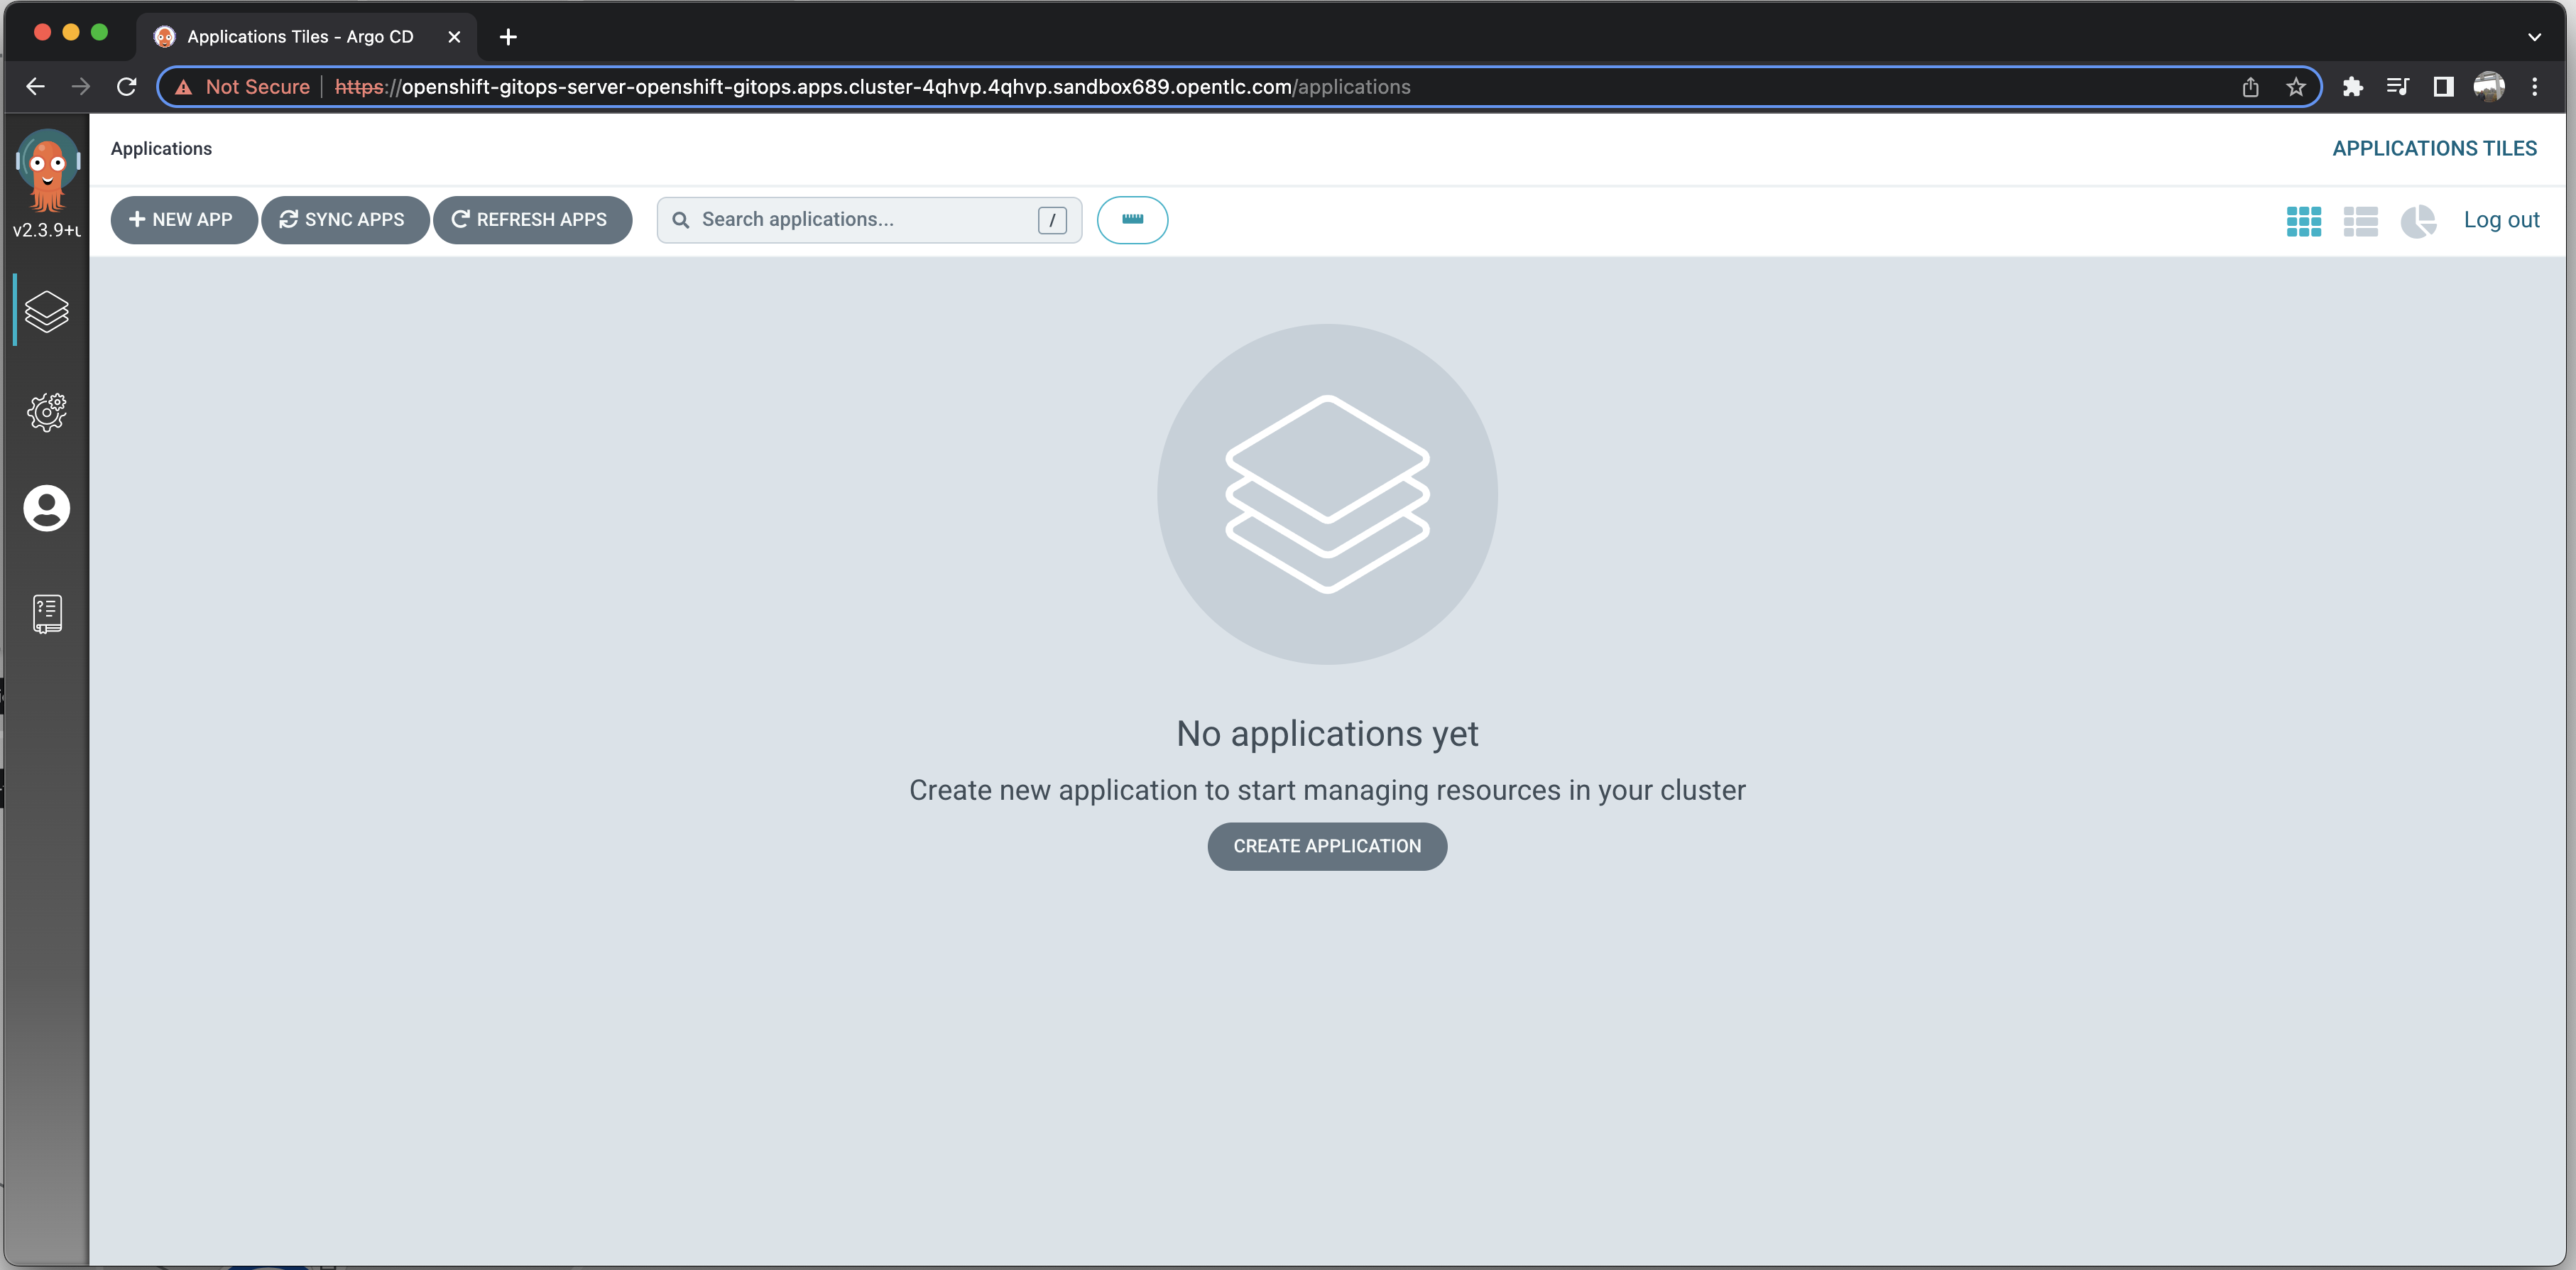 Applications Tiles - Argo CD
Not Secure https://openshift-gitops-server-openshift-gitops.apps.cluster-4qhvp.4qhvp.sandbox689.opentlc.com/applications
Applications
APPLICATIONS TILES
v2.3.9+u
NEW APP
SYNC APPS
REFRESH APPS
Search applications...
/
Log out
No applications yet
Create new application to start managing resources in your cluster
CREATE APPLICATION